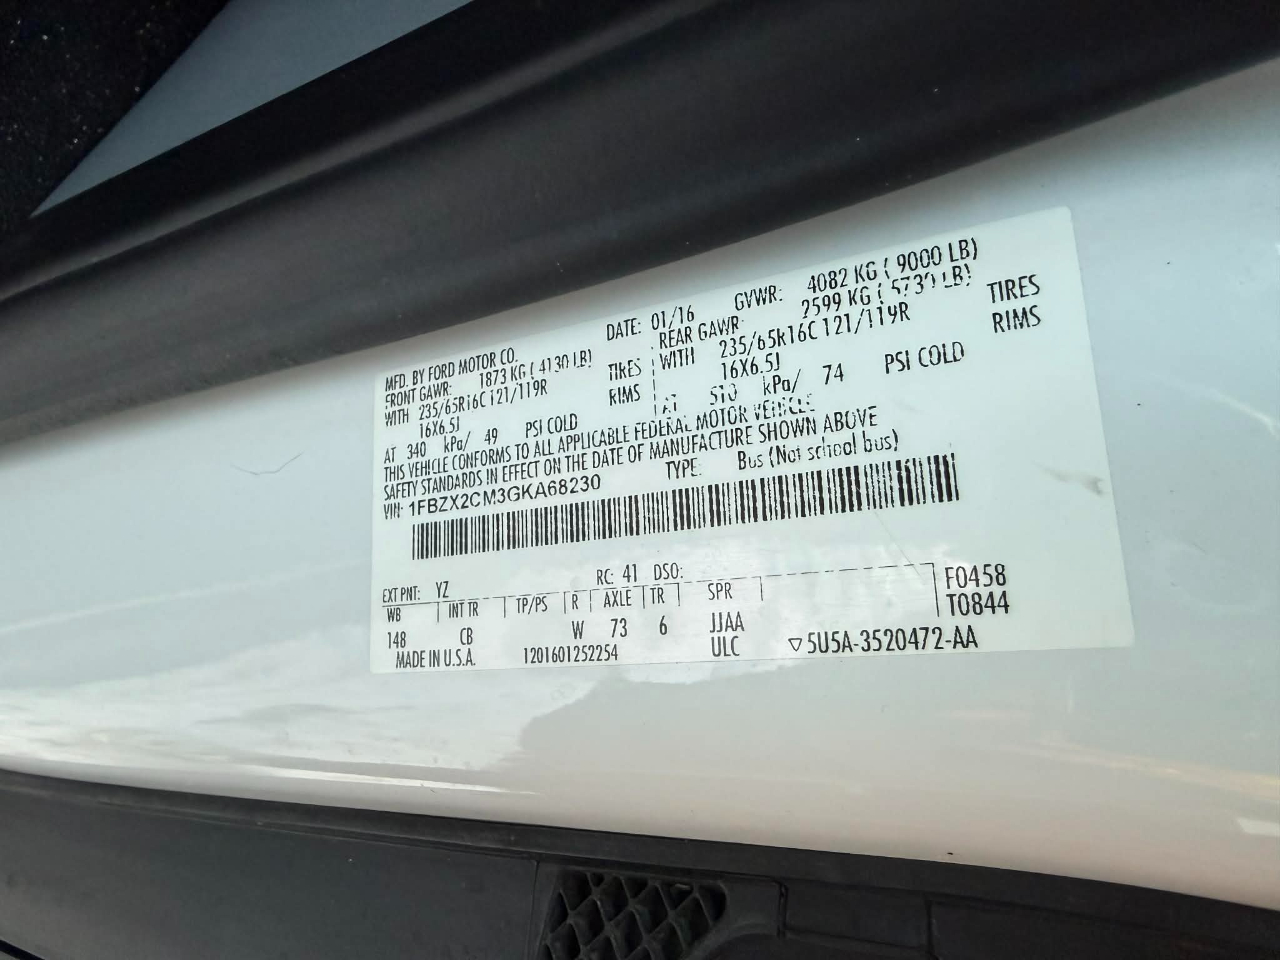 MFD. BY FORD MOTOR CO. DATE: 01/16 GVWR: 4082 KG ( 9000 LB)
FRONT GAWR: 1873 KG ( 4130 LB) REAR GAWR: 2599 KG ( 5730 LB)
WITH 235/65R16C 121/119R TIRES WITH 235/65R16C 121/119R TIRES
16X6.5J RIMS 16X6.5J RIMS
AT 340 kPa/ 49 PSI COLD AT 510 kPa/ 74 PSI COLD
THIS VEHICLE CONFORMS TO ALL APPLICABLE FEDERAL MOTOR VEHICLE
SAFETY STANDARDS IN EFFECT ON THE DATE OF MANUFACTURE SHOWN ABOVE
VIN: 1FBZX2CM3GKA68230 TYPE: Bus (Not school bus)
EXT PNT: YZ RC: 41 DSO:
WB INT TR TP/PS R AXLE TR SPR F0458
148 CB W 73 6 JJAA T0844
MADE IN U.S.A. 1201601252254 ULC ▽5U5A-3520472-AA